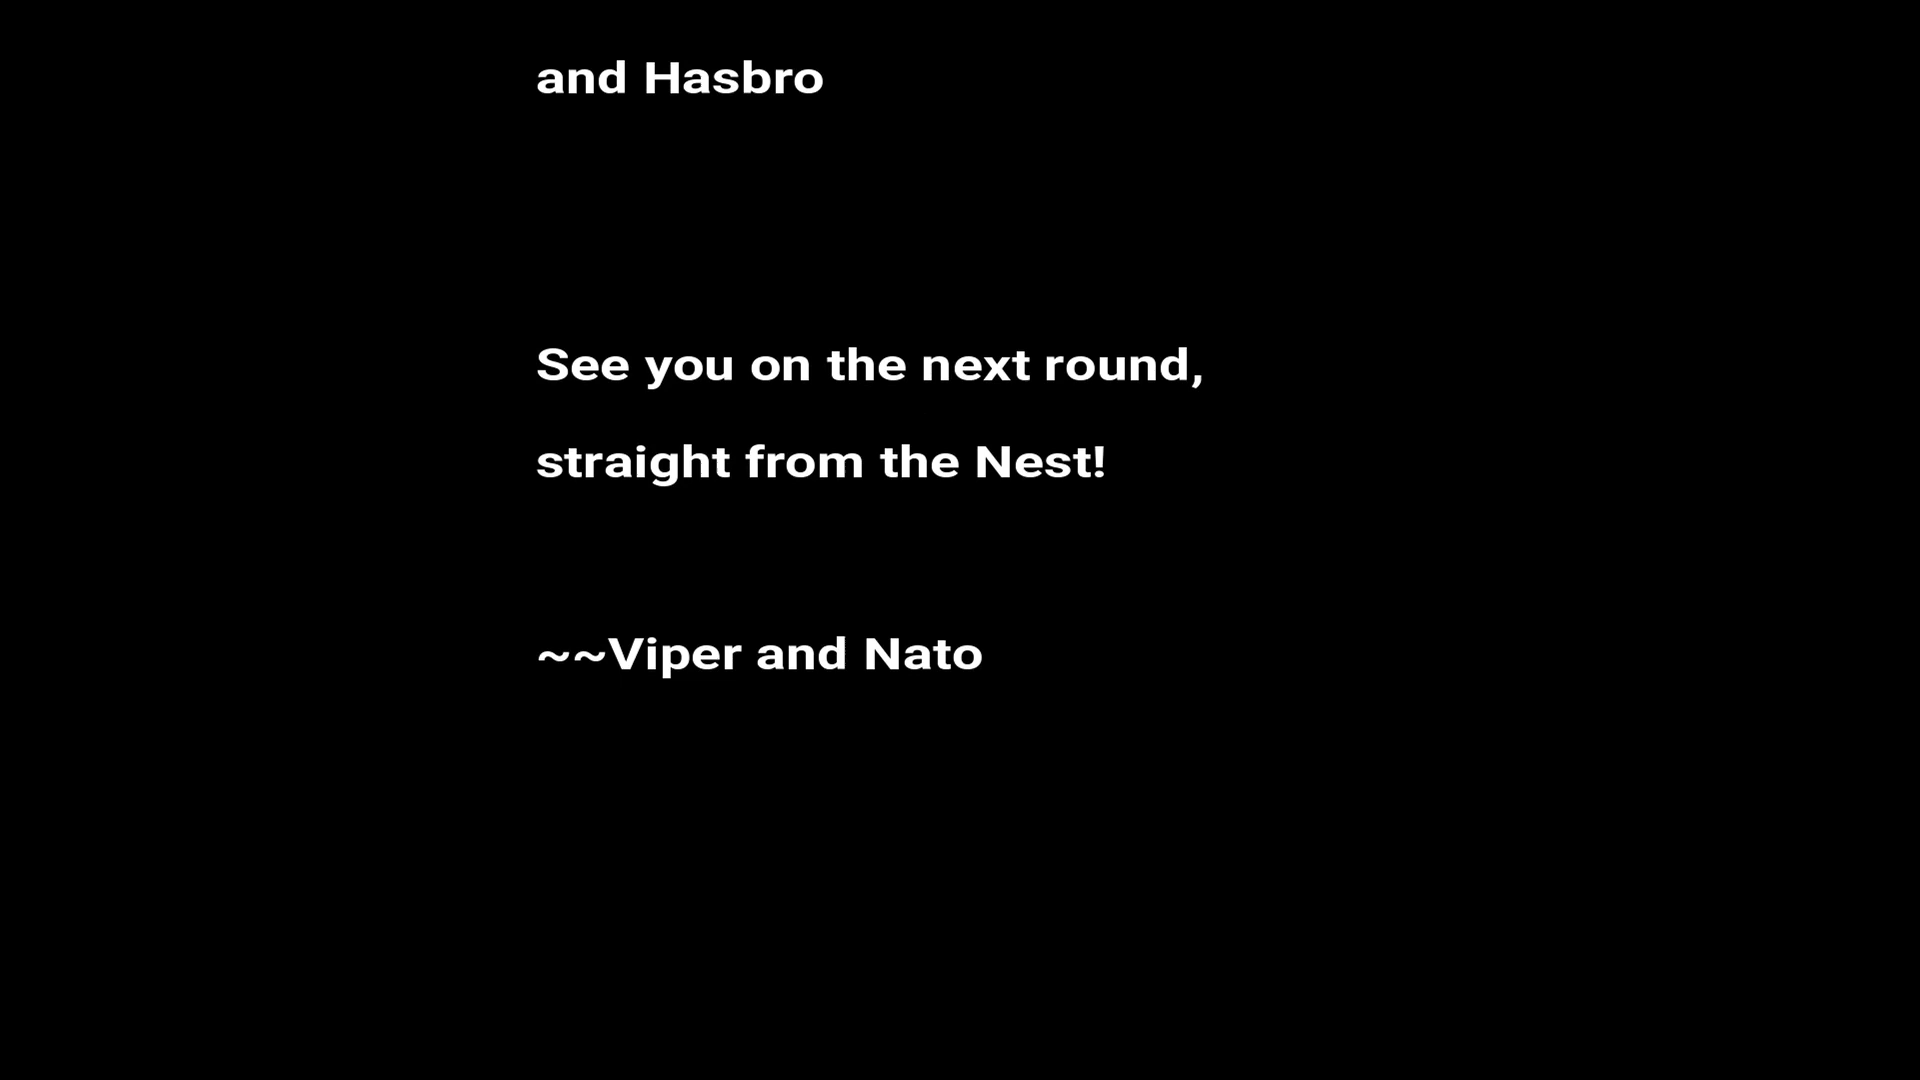 and Hasbro
See you on the next round,
straight from the Nest!
~~Viper and Nato